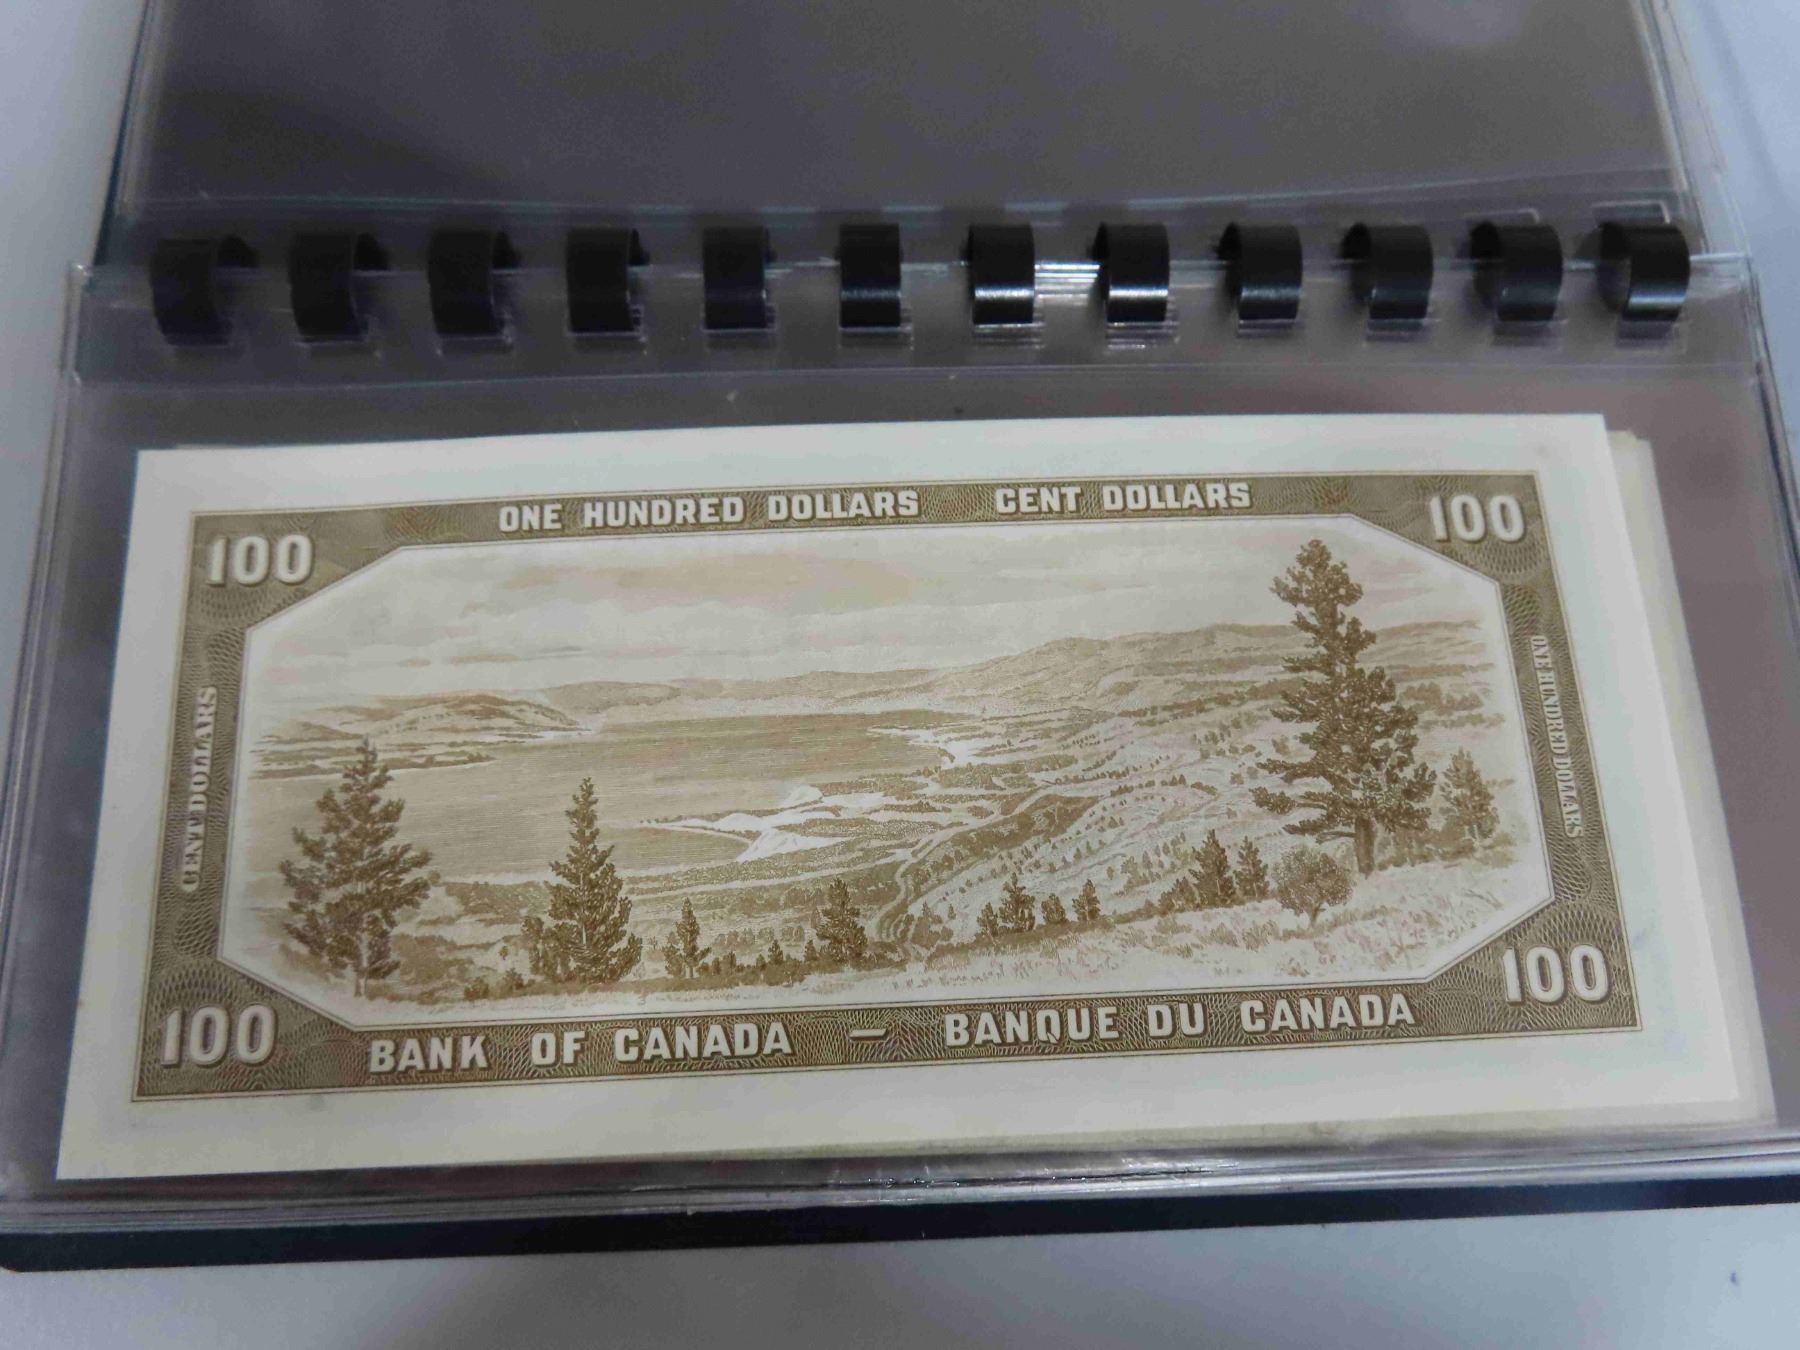 ONE HUNDRED DOLLARS CENT DOLLARS
100
100
CENT DOLLARS
ONE HUNDRED DOLLARS
100
100
BANK OF CANADA — BANQUE DU CANADA